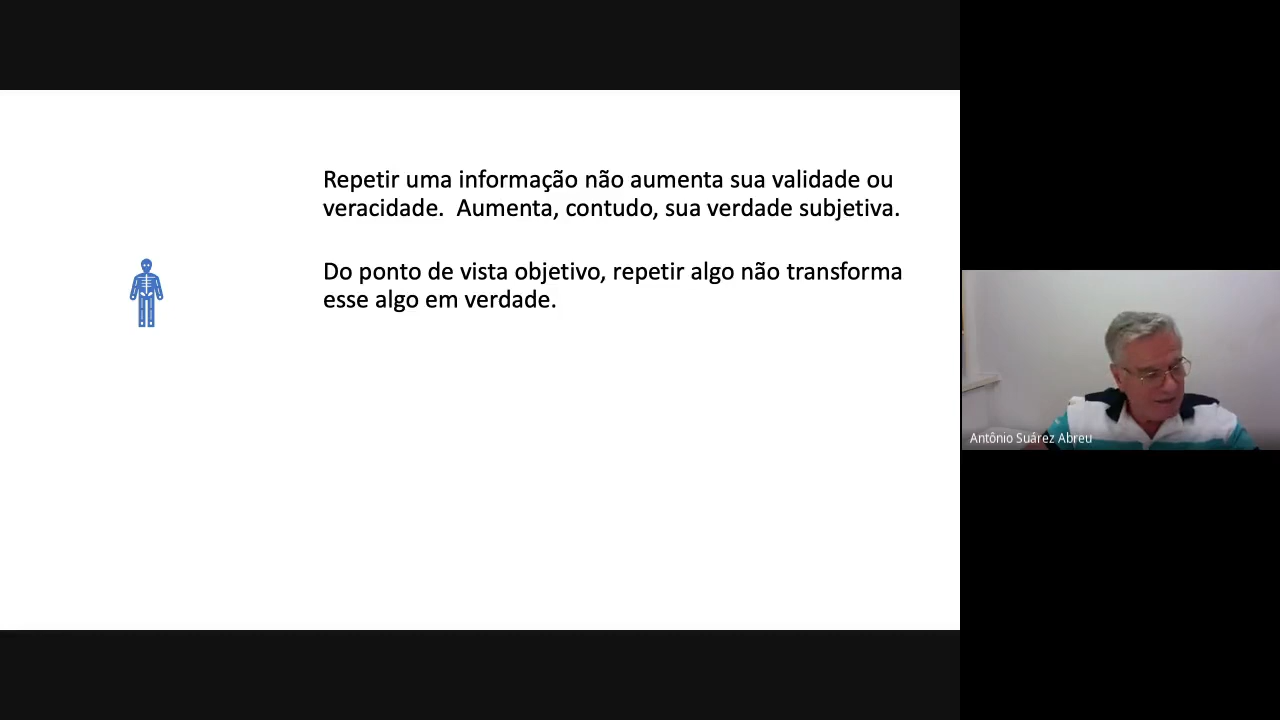 Repetir uma informação não aumenta sua validade ou
veracidade.  Aumenta, contudo, sua verdade subjetiva.
Do ponto de vista objetivo, repetir algo não transforma
esse algo em verdade.
Antônio Suárez Abreu